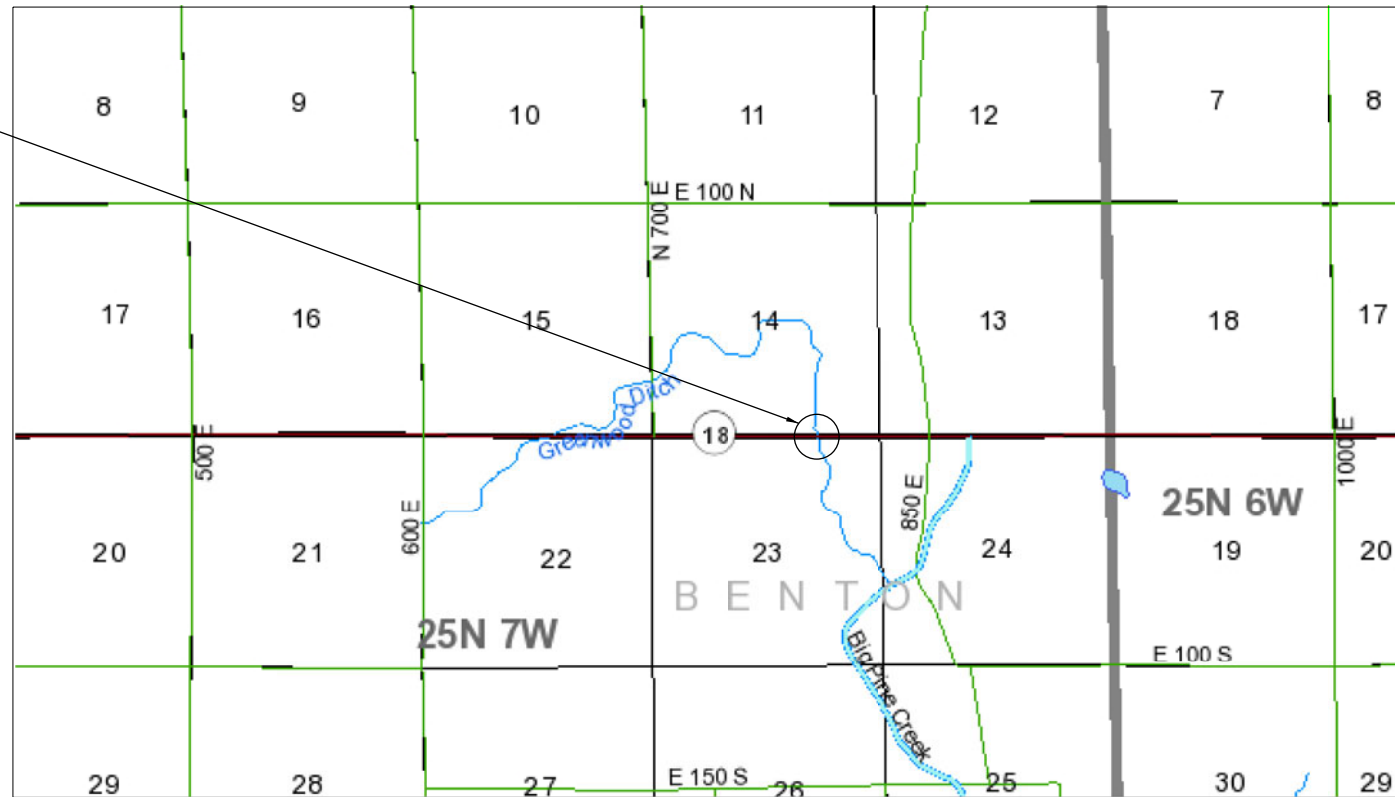 8 9 10 11 12 7 8
E 100 N
N 700 E
17 16 15 14 13 18 17
Greenwood Ditch
18
500 E
600 E
850 E
1000 E
25N 6W
20 21 22 23 24 19 20
BENTON
25N 7W
Big Pine Creek
E 100 S
E 150 S
29 28 27 26 25 30 29